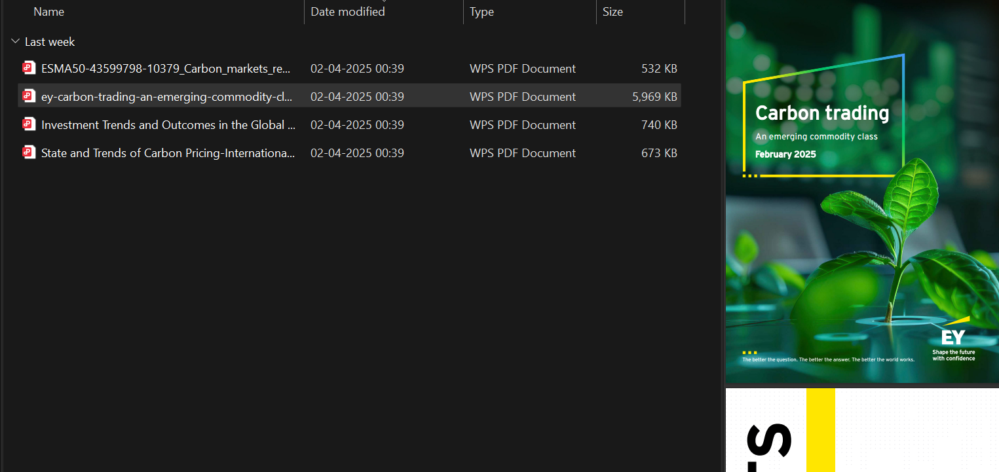 Name Date modified Type Size
Last week
ESMA50-43599798-10379_Carbon_markets_re... 02-04-2025 00:39 WPS PDF Document 532 KB
ey-carbon-trading-an-emerging-commodity-cl... 02-04-2025 00:39 WPS PDF Document 5,969 KB
Investment Trends and Outcomes in the Global ... 02-04-2025 00:39 WPS PDF Document 740 KB
State and Trends of Carbon Pricing-Internationa... 02-04-2025 00:39 WPS PDF Document 673 KB
Carbon trading
An emerging commodity class
February 2025
EY
Shape the future
with confidence
The better the question. The better the answer. The better the world works.
s